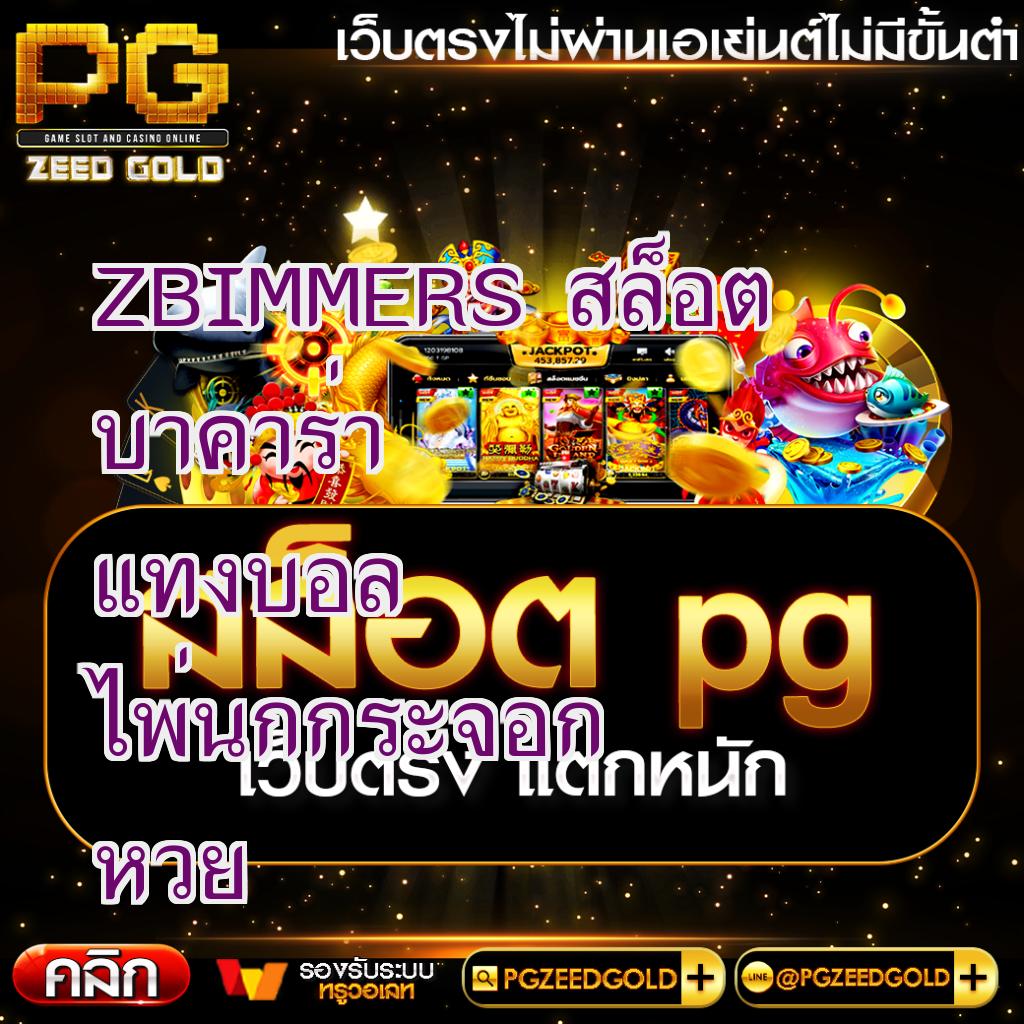 เว็บตรงไม่ผ่านเอเย่นต์ไม่มีขั้นต่ำ
PG
GAME SLOT AND CASINO ONLINE
ZEED GOLD
ZBIMMERS สล็อต
บาคาร่า
1203198108
JACKPOT
453,857.79
แทงบอล
สล็อต pg
ไพ่นกกระจอก
เว็บตรง แตกหนัก
หวย
คลิก
รองรับระบบ
ทรูวอเลท
PGZEEDGOLD +
LINE @PGZEEDGOLD +